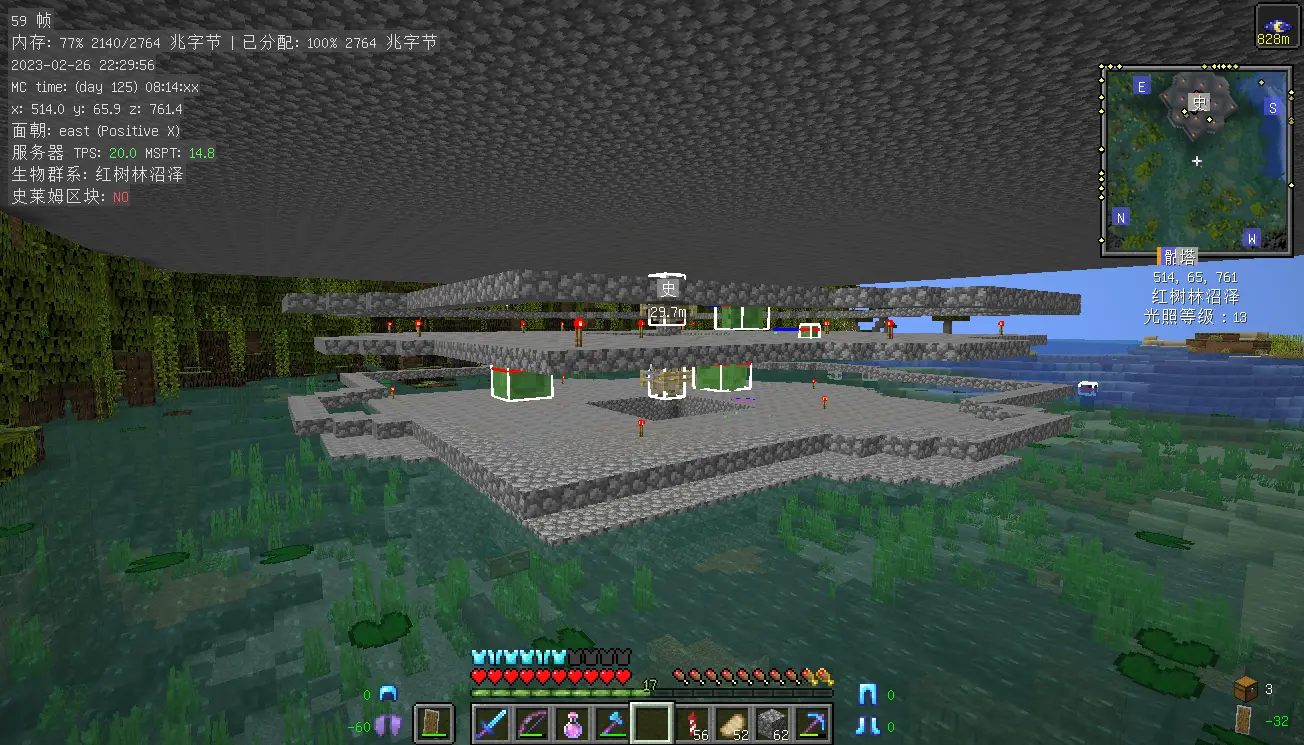 59 帧
内存: 77% 2140/2764 兆字节 | 已分配: 100% 2764 兆字节
2023-02-26 22:29:56
MC time: (day 125) 08:14:xx
x: 514.0 y: 65.9 z: 761.4
面朝: east (Positive X)
服务器 TPS: 20.0 MSPT: 14.8
生物群系: 红树林沼泽
史莱姆区块: NO
828m
E
史
S
N
W
骷塔
514, 65, 761
红树林沼泽
光照等级：13
史
29.7m
17
0
0
-60
0
56
52
62
3
-32